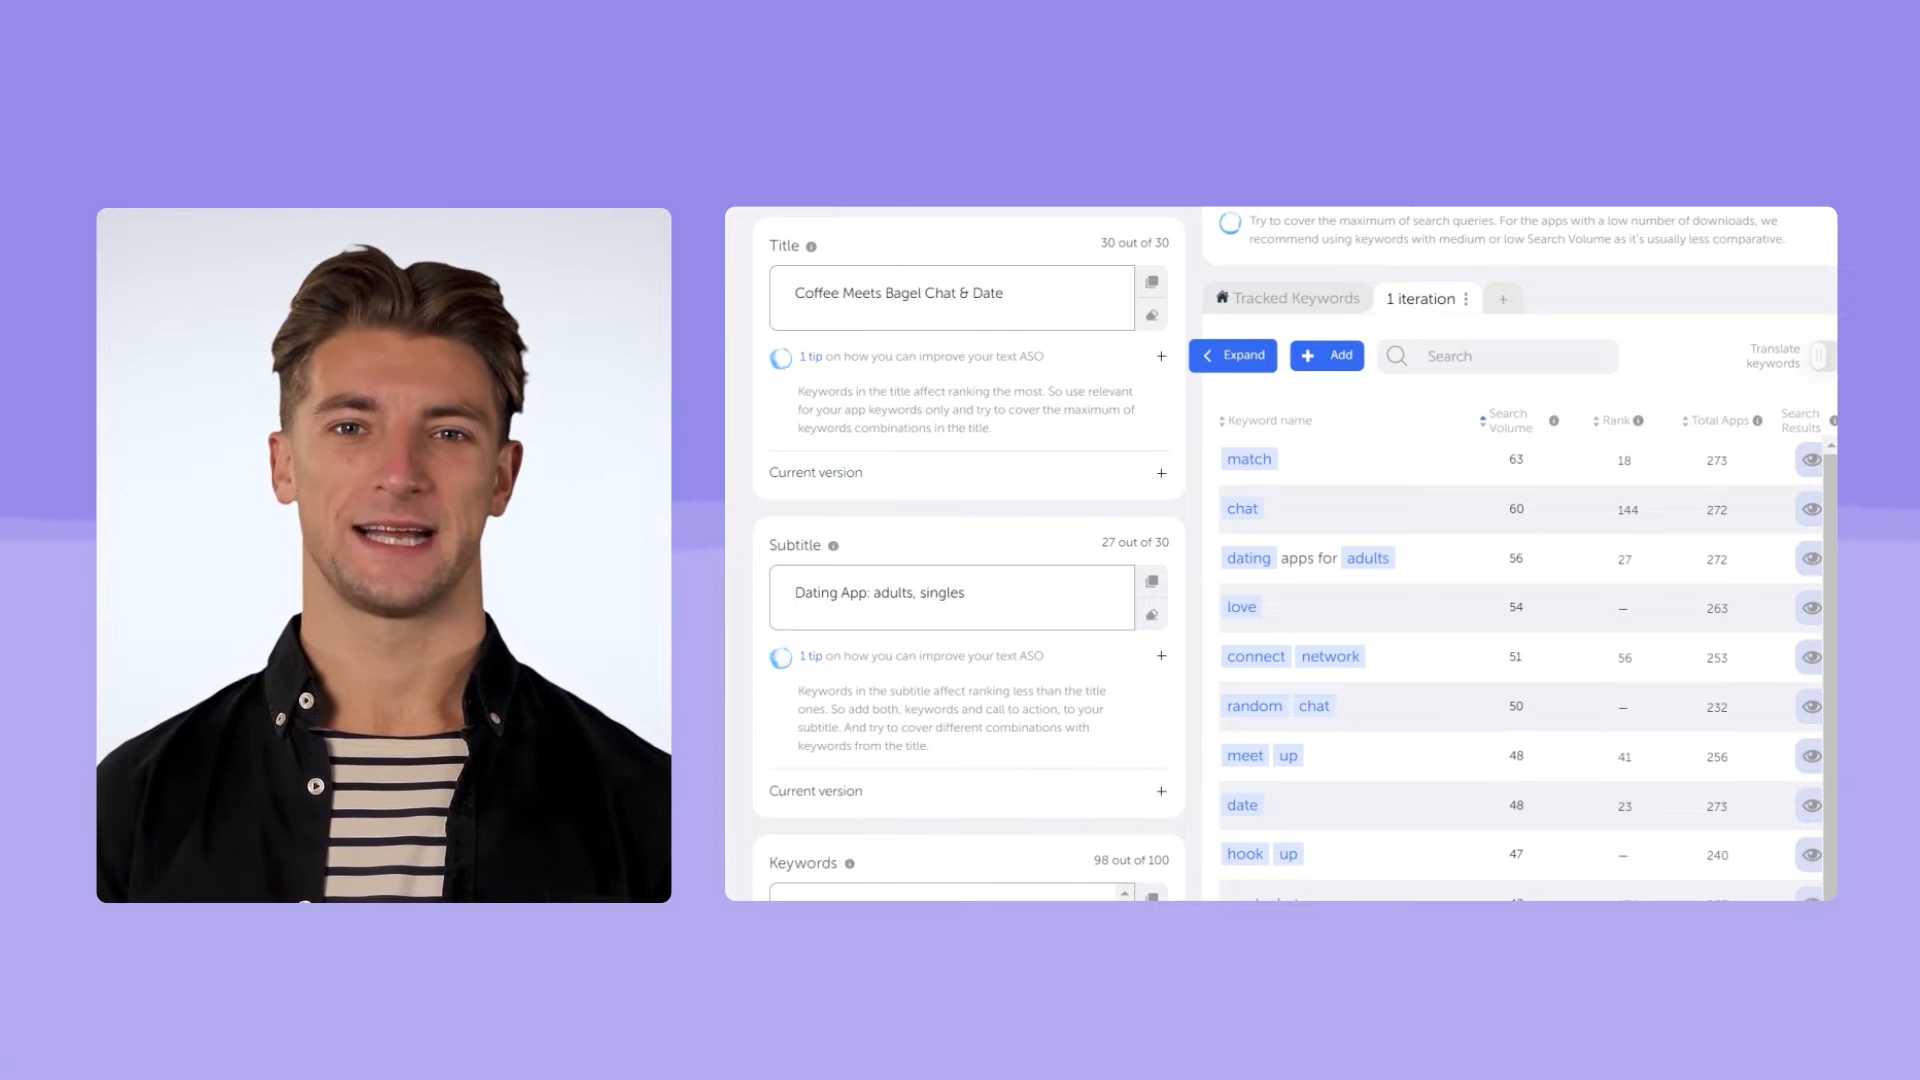 Title
30 out of 30
Coffee Meets Bagel Chat & Date
1 tip on how you can improve your text ASO
Keywords in the title affect ranking the most. So use relevant
for your app keywords only and try to cover the maximum of
keywords combinations in the title.
Current version
Subtitle
27 out of 30
Dating App: adults, singles
1 tip on how you can improve your text ASO
Keywords in the subtitle affect ranking less than the title
ones. So add both, keywords and call to action, to your
subtitle. And try to cover different combinations with
keywords from the title.
Current version
Keywords
98 out of 100
Try to cover the maximum of search queries. For the apps with a low number of downloads, we
recommend using keywords with medium or low Search Volume as it's usually less comparative.
Tracked Keywords
1 iteration
+
Expand
Add
Search
Translate
keywords
Keyword name
Search
Volume
Rank
Total Apps
Search
Results
match 63 18 273
chat 60 144 272
dating apps for adults 56 27 272
love 54 – 263
connect network 51 56 253
random chat 50 – 232
meet up 48 41 256
date 48 23 273
hook up 47 – 240